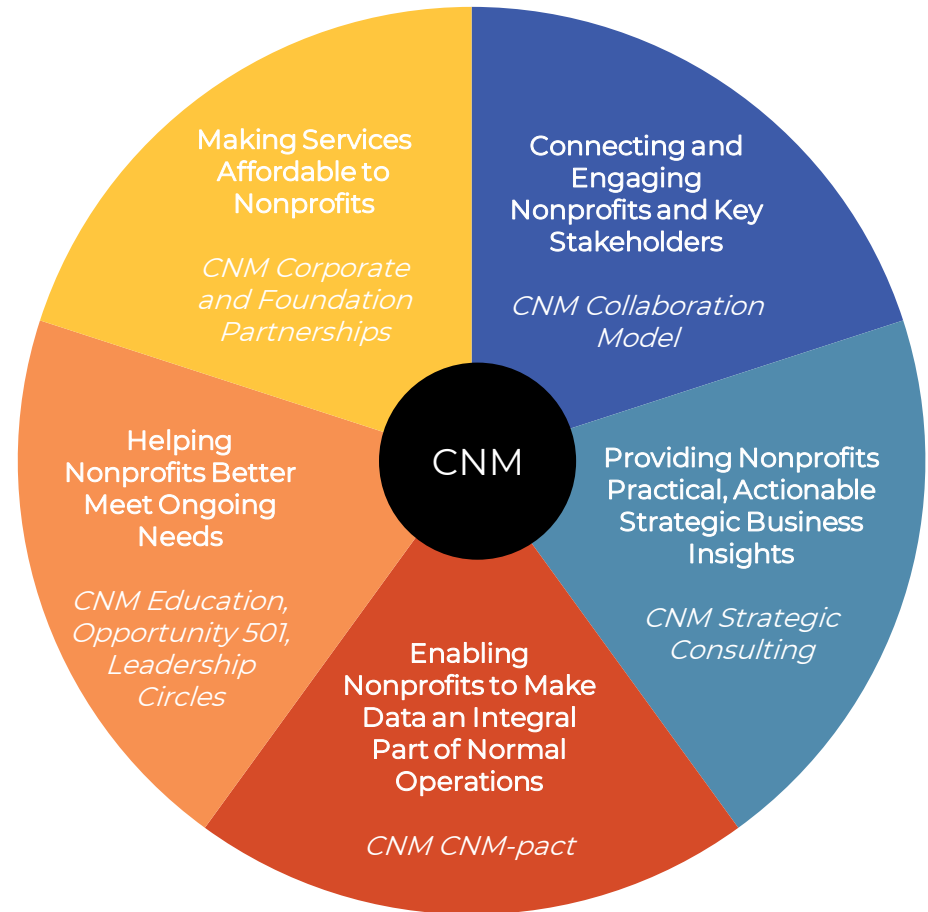 Making Services
Affordable to
Nonprofits
CNM Corporate
and Foundation
Partnerships
Connecting and
Engaging
Nonprofits and Key
Stakeholders
CNM Collaboration
Model
Helping
Nonprofits Better
Meet Ongoing
Needs
CNM Education,
Opportunity 501,
Leadership
Circles
CNM
Providing Nonprofits
Practical, Actionable
Strategic Business
Insights
CNM Strategic
Consulting
Enabling
Nonprofits to Make
Data an Integral
Part of Normal
Operations
CNM CNM-pact